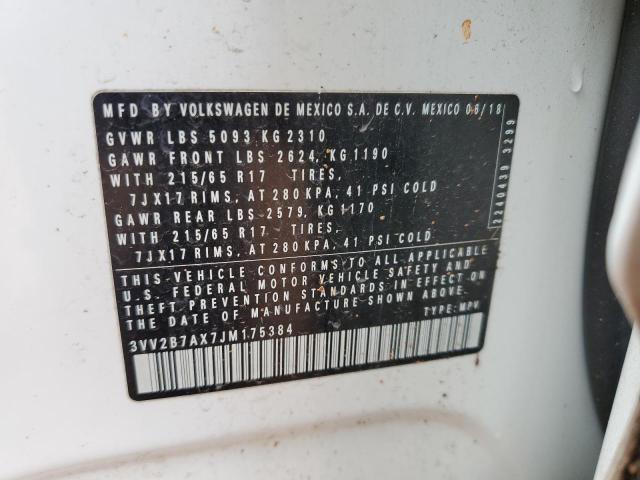 MFD BY VOLKSWAGEN DE MEXICO S.A. DE C.V. MEXICO 06/18
GVWR LBS 5093 KG 2310
GAWR FRONT LBS 2624, KG 1190
WITH 215/65 R17 TIRES,
7JX17 RIMS, AT 280 KPA, 41 PSI COLD
GAWR REAR LBS 2579, KG 1170
WITH 215/65 R17 TIRES,
7JX17 RIMS, AT 280 KPA, 41 PSI COLD
THIS VEHICLE CONFORMS TO ALL APPLICABLE
U.S. FEDERAL MOTOR VEHICLE SAFETY AND
THEFT PREVENTION STANDARDS IN EFFECT ON
THE DATE OF MANUFACTURE SHOWN ABOVE.
3VV2B7AX7JM175384 TYPE: MPV
2240439 3299